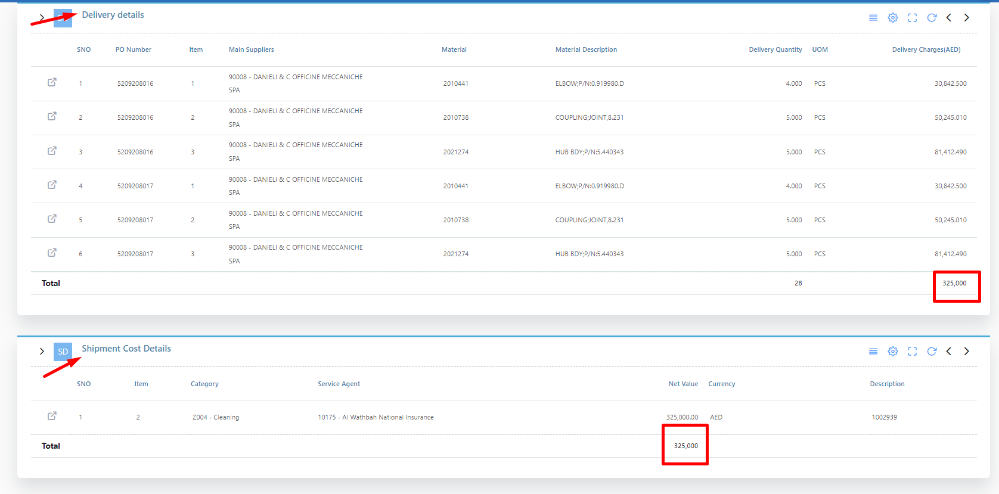 Delivery details
SNO PO Number Item Main Suppliers Material Material Description Delivery Quantity UOM Delivery Charges(AED)
1 5209208016 1 90008 - DANIELI & C OFFICINE MECCANICHE SPA 2010441 ELBOW;P/N:0.919980.D 4.000 PCS 30,842.500
2 5209208016 2 90008 - DANIELI & C OFFICINE MECCANICHE SPA 2010738 COUPLING;JOINT,8.231 5.000 PCS 50,245.010
3 5209208016 3 90008 - DANIELI & C OFFICINE MECCANICHE SPA 2021274 HUB BDY;P/N:5.440343 5.000 PCS 81,412.490
4 5209208017 1 90008 - DANIELI & C OFFICINE MECCANICHE SPA 2010441 ELBOW;P/N:0.919980.D 4.000 PCS 30,842.500
5 5209208017 2 90008 - DANIELI & C OFFICINE MECCANICHE SPA 2010738 COUPLING;JOINT,8.231 5.000 PCS 50,245.010
6 5209208017 3 90008 - DANIELI & C OFFICINE MECCANICHE SPA 2021274 HUB BDY;P/N:5.440343 5.000 PCS 81,412.490
Total 28 325,000
SD Shipment Cost Details
SNO Item Category Service Agent Net Value Currency Description
1 2 Z004 - Cleaning 10175 - Al Wathbah National Insurance 325,000.00 AED 1002939
Total 325,000